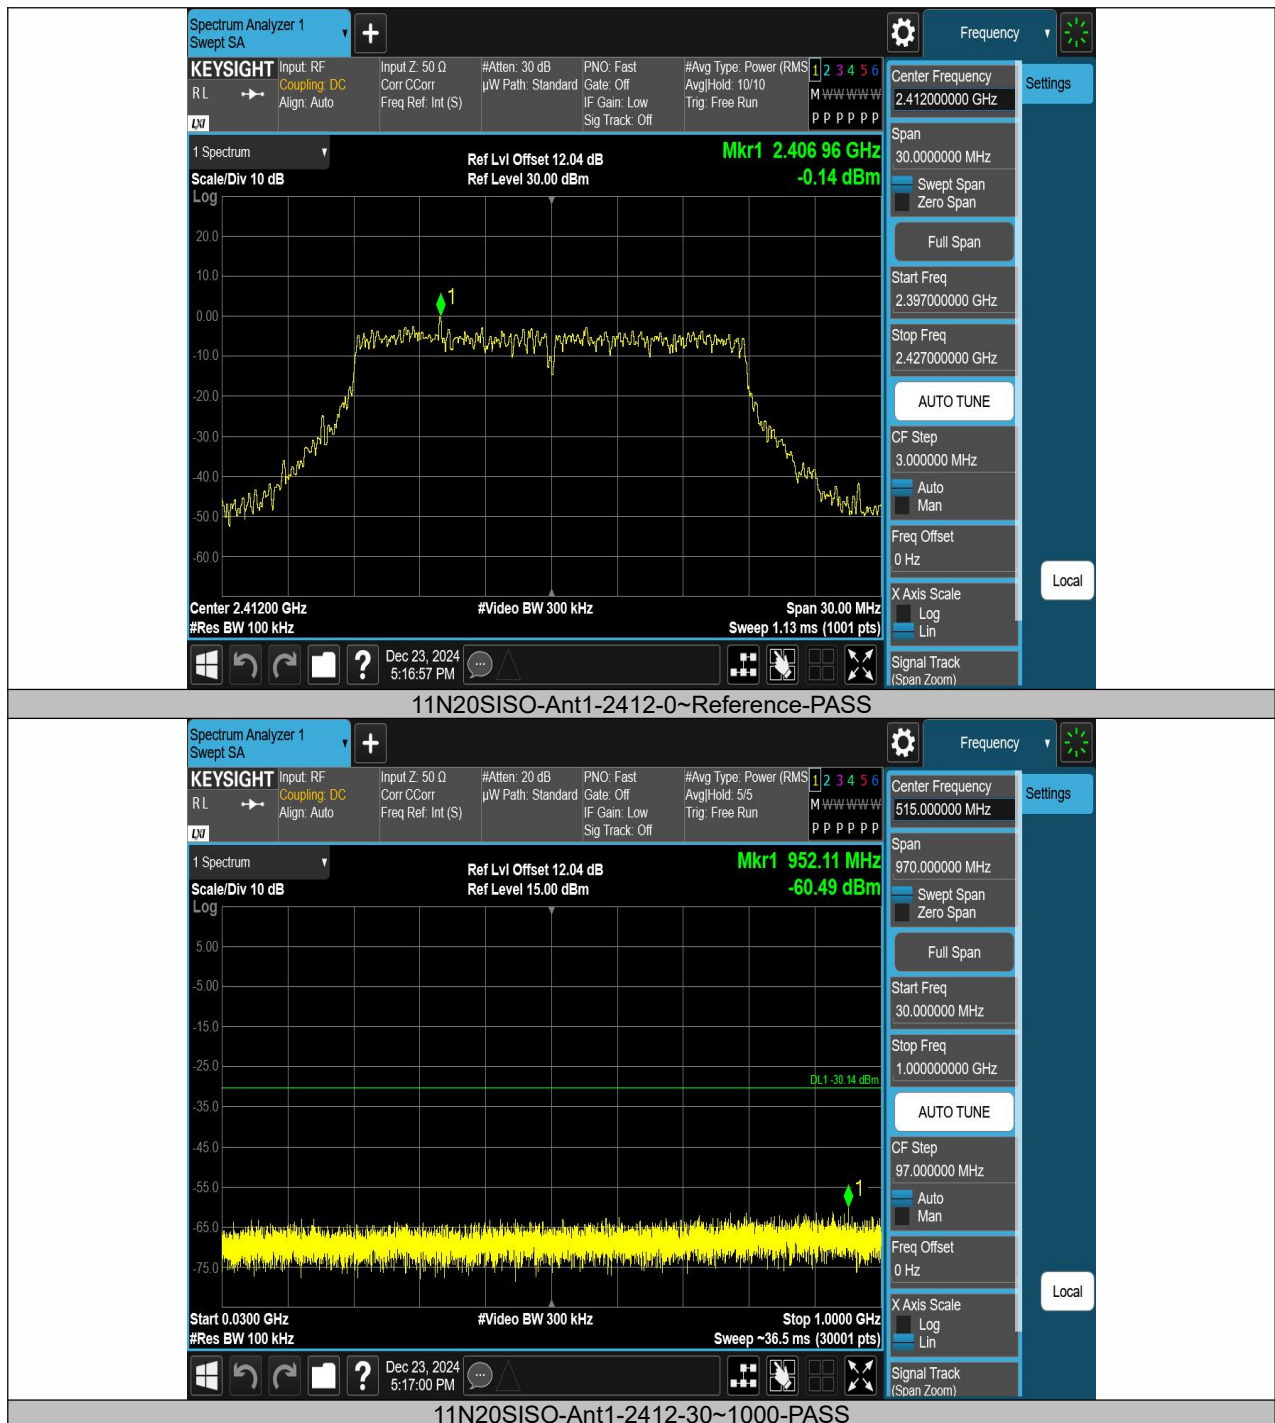 Spectrum Analyzer 1
Swept SA
Frequency
KEYSIGHT
RL
LXI
Input: RF
Coupling: DC
Align: Auto
Input Z: 50 Ω
Corr CCorr
Freq Ref: Int (S)
#Atten: 30 dB
µW Path: Standard
PNO: Fast
Gate: Off
IF Gain: Low
Sig Track: Off
#Avg Type: Power (RMS
Avg|Hold: 10/10
Trig: Free Run
1 2 3 4 5 6
M W W W W W
P P P P P P
1 Spectrum
Scale/Div 10 dB
Ref Lvl Offset 12.04 dB
Ref Level 30.00 dBm
Mkr1 2.406 96 GHz
-0.14 dBm
Log
20.0
10.0
0.00
-10.0
-20.0
-30.0
-40.0
-50.0
-60.0
1
Center 2.41200 GHz
#Res BW 100 kHz
#Video BW 300 kHz
Span 30.00 MHz
Sweep 1.13 ms (1001 pts)
Dec 23, 2024
5:16:57 PM
Center Frequency
2.412000000 GHz
Span
30.0000000 MHz
Swept Span
Zero Span
Full Span
Start Freq
2.397000000 GHz
Stop Freq
2.427000000 GHz
AUTO TUNE
CF Step
3.000000 MHz
Auto
Man
Freq Offset
0 Hz
X Axis Scale
Log
Lin
Signal Track
(Span Zoom)
Settings
Local
11N20SISO-Ant1-2412-0~Reference-PASS
Spectrum Analyzer 1
Swept SA
Frequency
KEYSIGHT
RL
LXI
Input: RF
Coupling: DC
Align: Auto
Input Z: 50 Ω
Corr CCorr
Freq Ref: Int (S)
#Atten: 20 dB
µW Path: Standard
PNO: Fast
Gate: Off
IF Gain: Low
Sig Track: Off
#Avg Type: Power (RMS
Avg|Hold: 5/5
Trig: Free Run
1 2 3 4 5 6
M W W W W W
P P P P P P
1 Spectrum
Scale/Div 10 dB
Ref Lvl Offset 12.04 dB
Ref Level 15.00 dBm
Mkr1 952.11 MHz
-60.49 dBm
Log
5.00
-5.00
-15.0
-25.0
DL1 -30.14 dBm
-35.0
-45.0
-55.0
-65.0
-75.0
1
Start 0.0300 GHz
#Res BW 100 kHz
#Video BW 300 kHz
Stop 1.0000 GHz
Sweep ~36.5 ms (30001 pts)
Dec 23, 2024
5:17:00 PM
Center Frequency
515.000000 MHz
Span
970.000000 MHz
Swept Span
Zero Span
Full Span
Start Freq
30.000000 MHz
Stop Freq
1.000000000 GHz
AUTO TUNE
CF Step
97.000000 MHz
Auto
Man
Freq Offset
0 Hz
X Axis Scale
Log
Lin
Signal Track
(Span Zoom)
Settings
Local
11N20SISO-Ant1-2412-30~1000-PASS